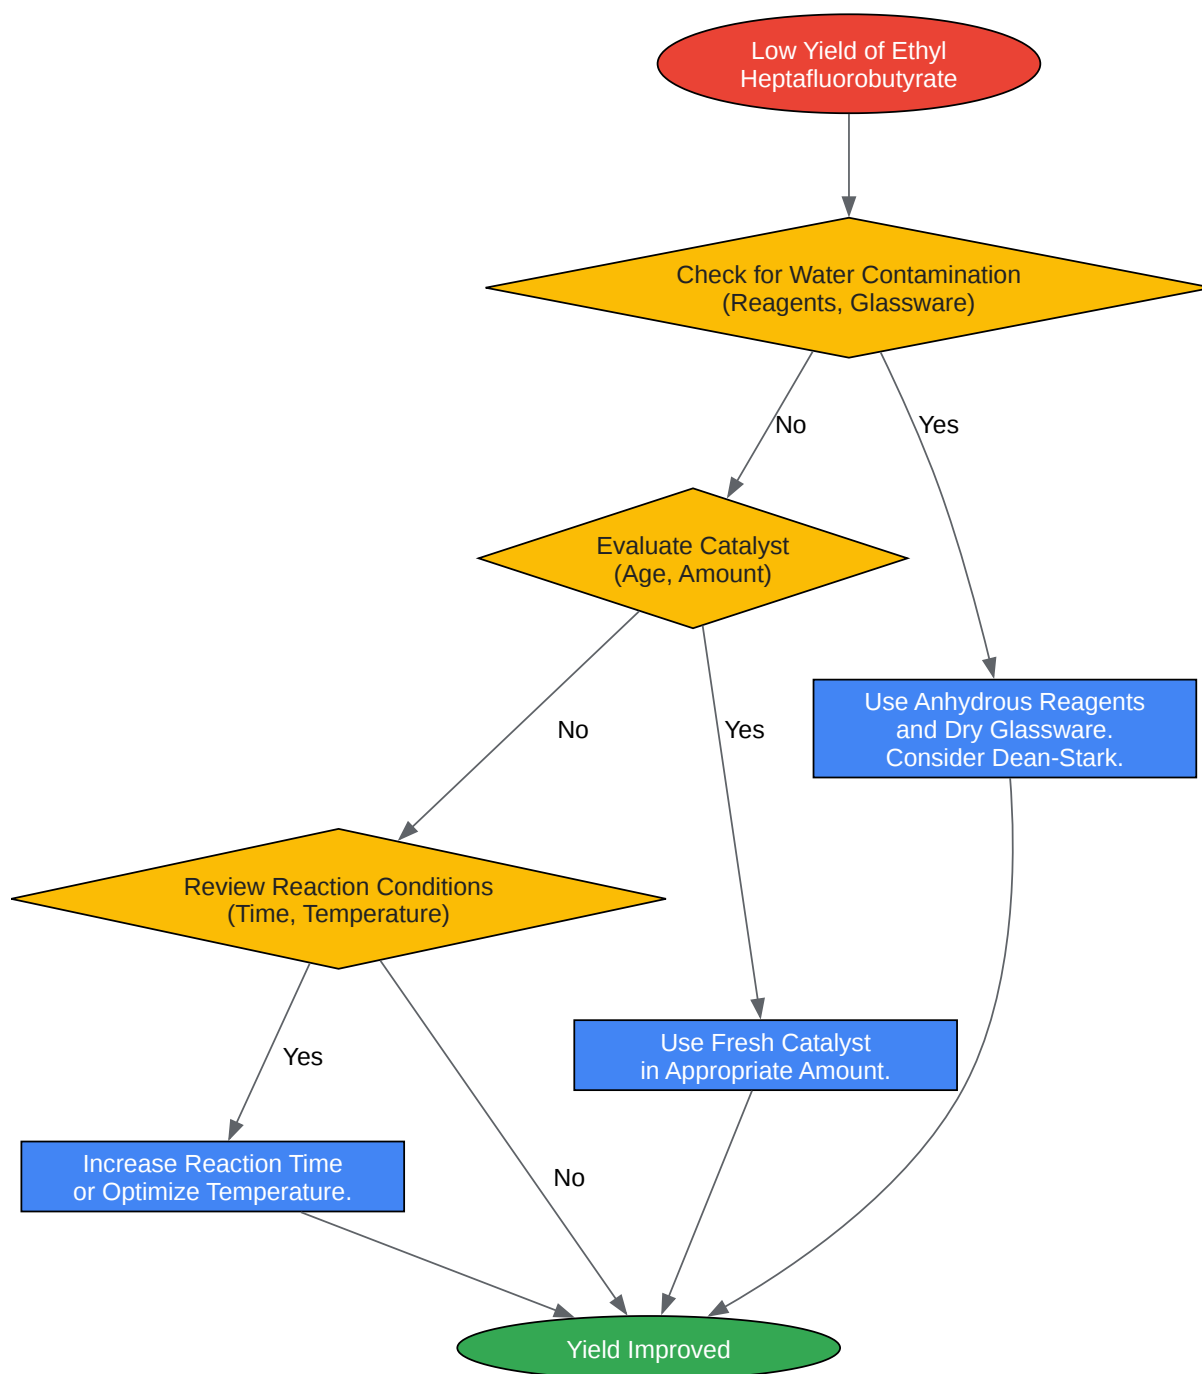 Low Yield of Ethyl
Heptafluorobutyrate
Check for Water Contamination
(Reagents, Glassware)
No
Yes
Evaluate Catalyst
(Age, Amount)
Use Anhydrous Reagents
and Dry Glassware.
Consider Dean-Stark.
No
Yes
Review Reaction Conditions
(Time, Temperature)
Use Fresh Catalyst
in Appropriate Amount.
Yes
Increase Reaction Time
or Optimize Temperature.
No
Yield Improved